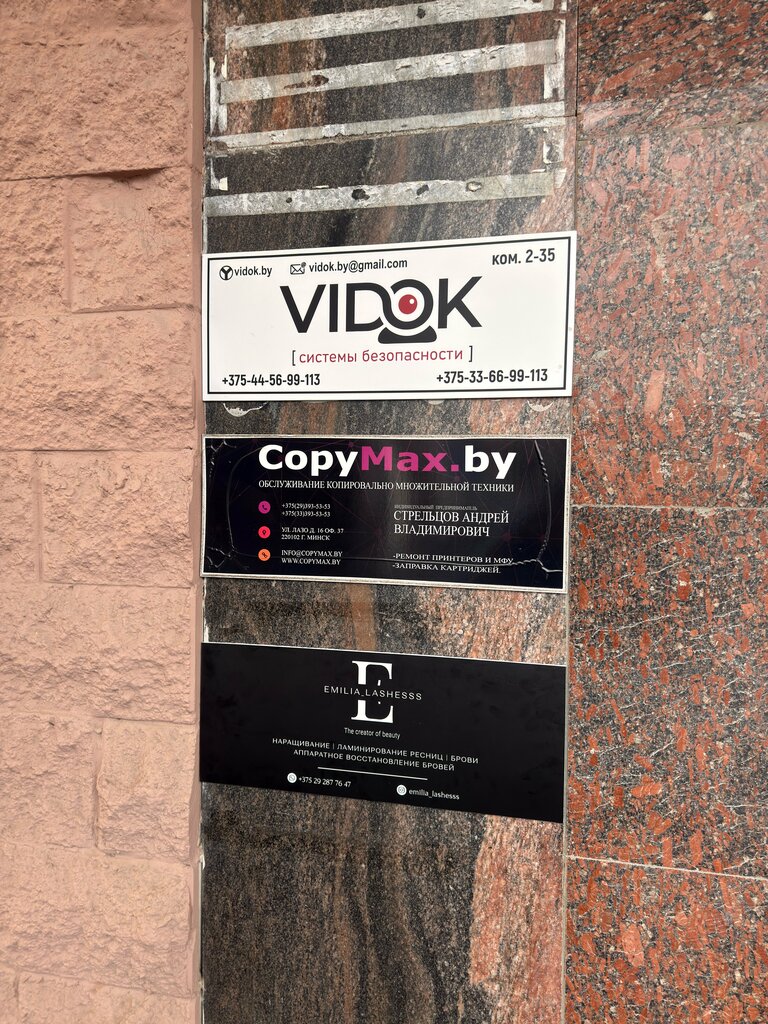 vidok.by vidok.by@gmail.com ком. 2-35
VIDOK
[ системы безопасности ]
+375-44-56-99-113 +375-33-66-99-113
CopyMax.by
ОБСЛУЖИВАНИЕ КОПИРОВАЛЬНО МНОЖИТЕЛЬНОЙ ТЕХНИКИ
+375(29)393-53-53
+375(33)393-53-53
УЛ. ЛАЗО Д. 16 ОФ. 37
220102 Г. МИНСК
INFO@COPYMAX.BY
WWW.COPYMAX.BY
ИНДИВИДУАЛЬНЫЙ ПРЕДПРИНИМАТЕЛЬ
СТРЕЛЬЦОВ АНДРЕЙ
ВЛАДИМИРОВИЧ
-РЕМОНТ ПРИНТЕРОВ И МФУ
-ЗАПРАВКА КАРТРИДЖЕЙ.
E
EMILIA_LASHESSS
The creator of beauty
НАРАЩИВАНИЕ | ЛАМИНИРОВАНИЕ РЕСНИЦ | БРОВИ
АППАРАТНОЕ ВОССТАНОВЛЕНИЕ БРОВЕЙ
+375 29 287 76 47 emilia_lashesss